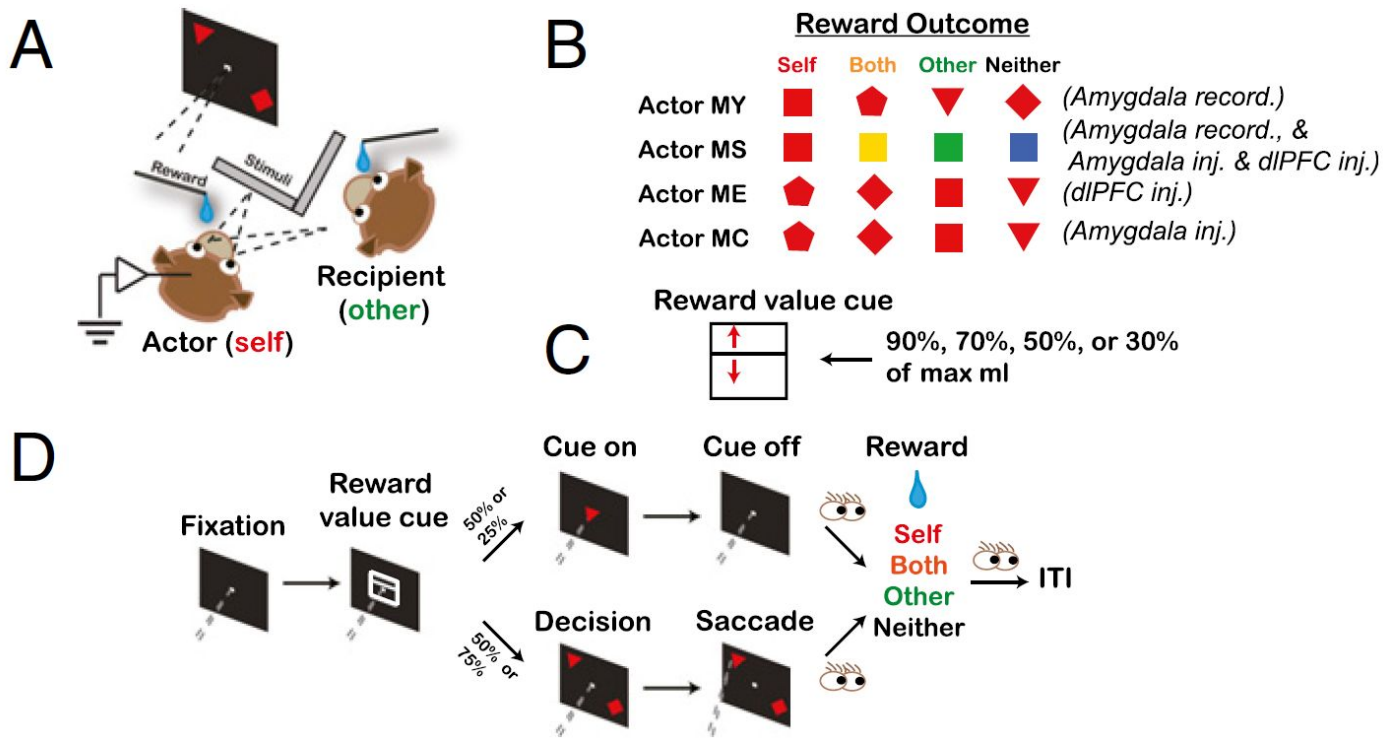 A
Reward
Stimuli
Recipient
(other)
Actor (self)
B
Reward Outcome
Self Both Other Neither
Actor MY (Amygdala record.)
Actor MS (Amygdala record., &
Amygdala inj. & dlPFC inj.)
Actor ME (dlPFC inj.)
Actor MC (Amygdala inj.)
C
Reward value cue
90%, 70%, 50%, or 30%
of max ml
D
Fixation
Reward
value cue
50% or
25%
50% or
75%
Cue on
Cue off
Decision
Saccade
Reward
Self
Both
Other
Neither
ITI